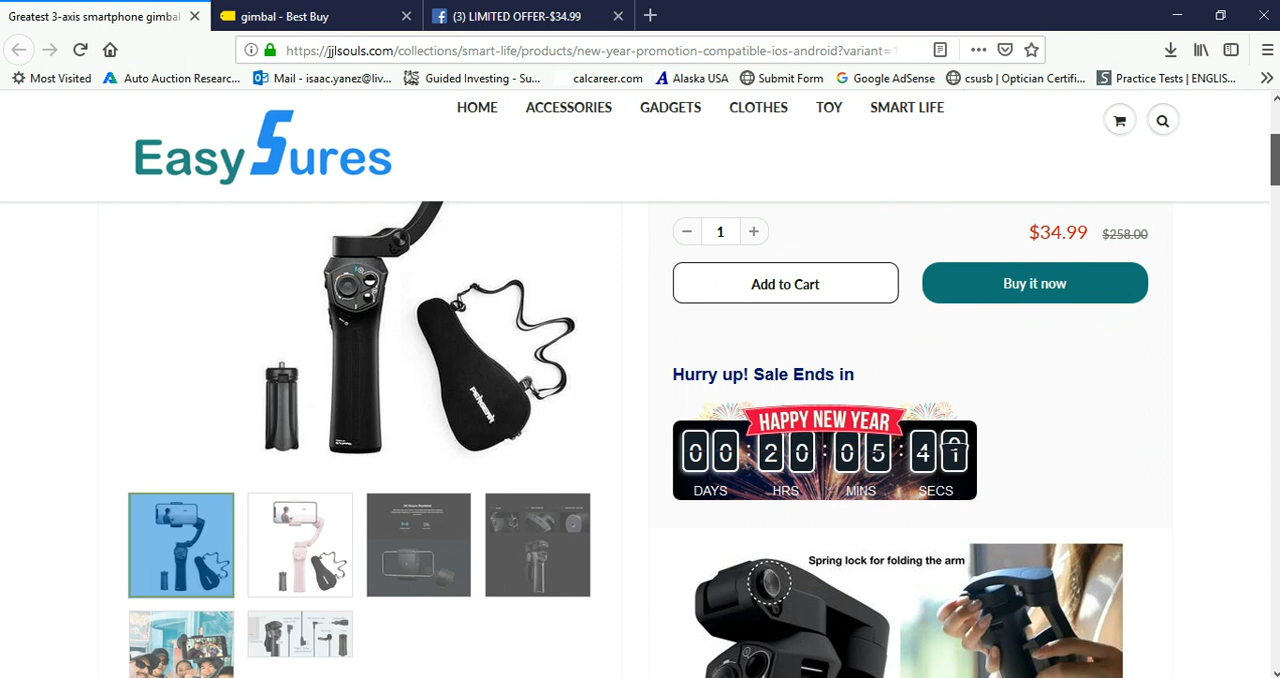 Greatest 3-axis smartphone gimbal
gimbal - Best Buy
(3) LIMITED OFFER-$34.99
https://jjlsouls.com/collections/smart-life/products/new-year-promotion-compatible-ios-android?variant=
Most Visited
Auto Auction Researc...
Mail - isaac.yanez@liv...
Guided Investing - Su...
calcareer.com
Alaska USA
Submit Form
Google AdSense
csusb | Optician Certifi...
Practice Tests | ENGLIS...
EasySures
HOME
ACCESSORIES
GADGETS
CLOTHES
TOY
SMART LIFE
1
$34.99 $258.00
Add to Cart
Buy it now
Hurry up! Sale Ends in
HAPPY NEW YEAR
00 : 20 : 05 : 4
DAYS HRS MINS SECS
Spring lock for folding the arm